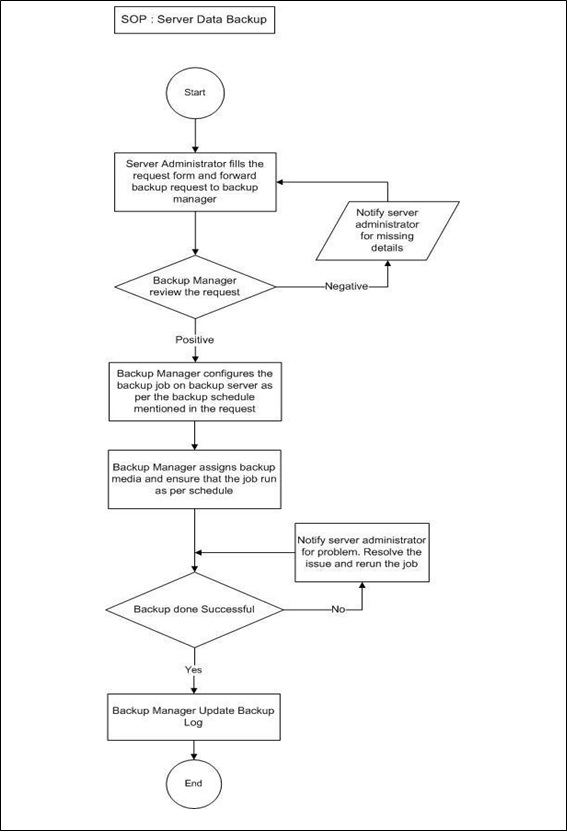 SOP : Server Data Backup
Start
Server Administrator fills the
request form and forward
backup request to backup
manager
Notify server
administrator
for missing
details
Backup Manager
review the request
Negative
Positive
Backup Manager configures the
backup job on backup server as
per the backup schedule
mentioned in the request
Backup Manager assigns backup
media and ensure that the job run
as per schedule
Notify server administrator
for problem. Resolve the
issue and rerun the job
Backup done Successful
No
Yes
Backup Manager Update Backup
Log
End